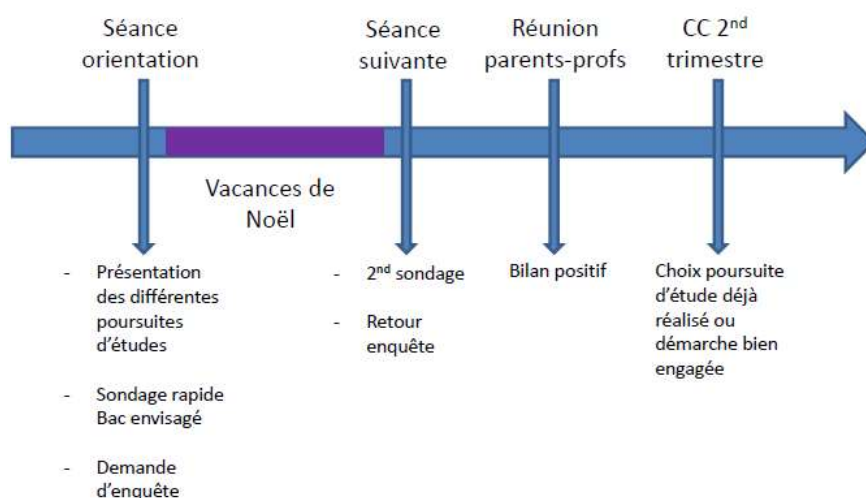 Séance
orientation
Séance
suivante
Réunion
parents-profs
CC 2nd
trimestre
Vacances de
Noël
- Présentation
des différentes
poursuites
d'études
- Sondage rapide
Bac envisagé
- Demande
d'enquête
- 2nd sondage
- Retour
enquête
Bilan positif
Choix poursuite
d'étude déjà
réalisé ou
démarche bien
engagée